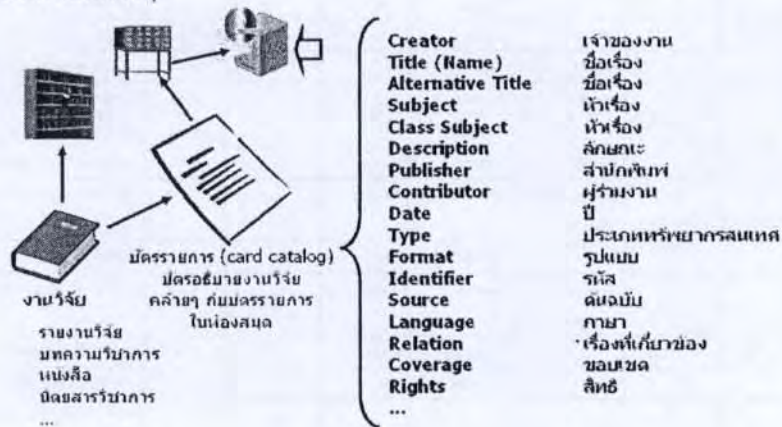 Creator เจ้าของงาน
Title (Name) ชื่อเรื่อง
Alternative Title ชื่อเรื่อง
Subject หัวเรื่อง
Class Subject หัวเรื่อง
Description ลักษณะ
Publisher สำนักพิมพ์
Contributor ผู้ร่วมงาน
Date ปี
Type ประเภททรัพยากรสนเทศ
Format รูปแบบ
Identifier รหัส
Source ต้นฉบับ
Language ภาษา
Relation เรื่องที่เกี่ยวข้อง
Coverage ขอบเขต
Rights สิทธิ
...
บัตรรายการ (card catalog)
บัตรอธิบายงานวิจัย
คล้ายๆ กับบัตรรายการ
ในห้องสมุด
งานวิจัย
รายงานวิจัย
บทความวิชาการ
หนังสือ
นิตยสารวิชาการ
...